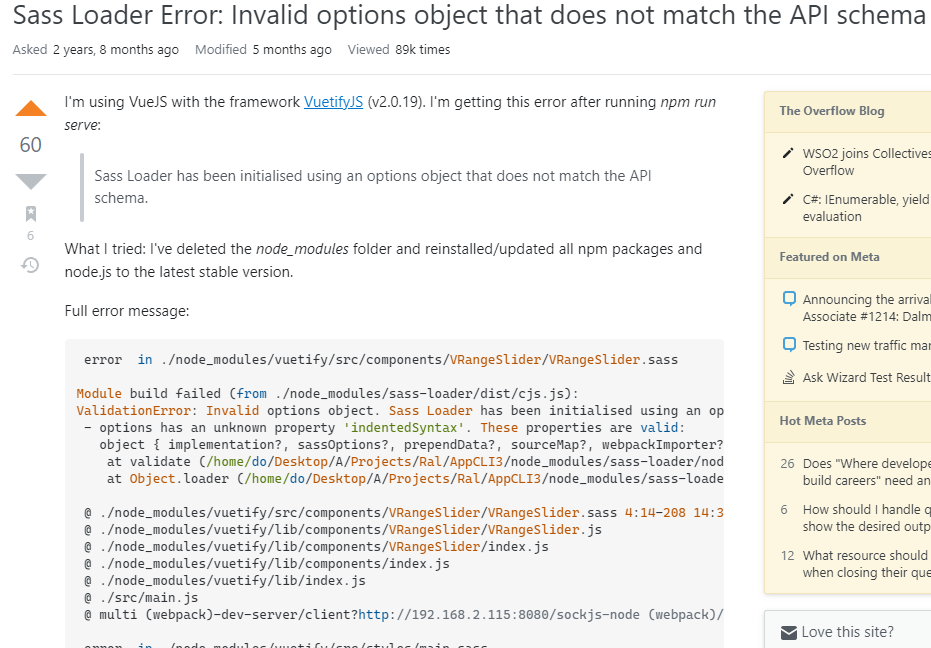 Sass Loader Error: Invalid options object that does not match the API schema
Asked 2 years, 8 months ago Modified 5 months ago Viewed 89k times
60
6
I'm using VueJS with the framework VuetifyJS (v2.0.19). I'm getting this error after running npm run
serve:
Sass Loader has been initialised using an options object that does not match the API
schema.
What I tried: I've deleted the node_modules folder and reinstalled/updated all npm packages and
node.js to the latest stable version.
Full error message:
error in ./node_modules/vuetify/src/components/VRangeSlider/VRangeSlider.sass
Module build failed (from ./node_modules/sass-loader/dist/cjs.js):
ValidationError: Invalid options object. Sass Loader has been initialised using an op
- options has an unknown property 'indentedSyntax'. These properties are valid:
object { implementation?, sassOptions?, prependData?, sourceMap?, webpackImporter?
at validate (/home/do/Desktop/A/Projects/Ral/AppCLI3/node_modules/sass-loader/nod
at Object.loader (/home/do/Desktop/A/Projects/Ral/AppCLI3/node_modules/sass-loade
@ ./node_modules/vuetify/src/components/VRangeSlider/VRangeSlider.sass 4:14-208 14:3
@ ./node_modules/vuetify/lib/components/VRangeSlider/VRangeSlider.js
@ ./node_modules/vuetify/lib/components/VRangeSlider/index.js
@ ./node_modules/vuetify/lib/components/index.js
@ ./node_modules/vuetify/lib/index.js
@ ./src/main.js
@ multi (webpack)-dev-server/client?http://192.168.2.115:8080/sockjs-node (webpack)/
error in ./node_modules/vuetify/src/styles/main.sass
The Overflow Blog
WSO2 joins Collectives
Overflow
C#: IEnumerable, yield
evaluation
Featured on Meta
Announcing the arrival
Associate #1214: Dalm
Testing new traffic mar
Ask Wizard Test Result
Hot Meta Posts
26 Does "Where develope
build careers" need an
6 How should I handle q
show the desired outp
12 What resource should
when closing their que
Love this site?